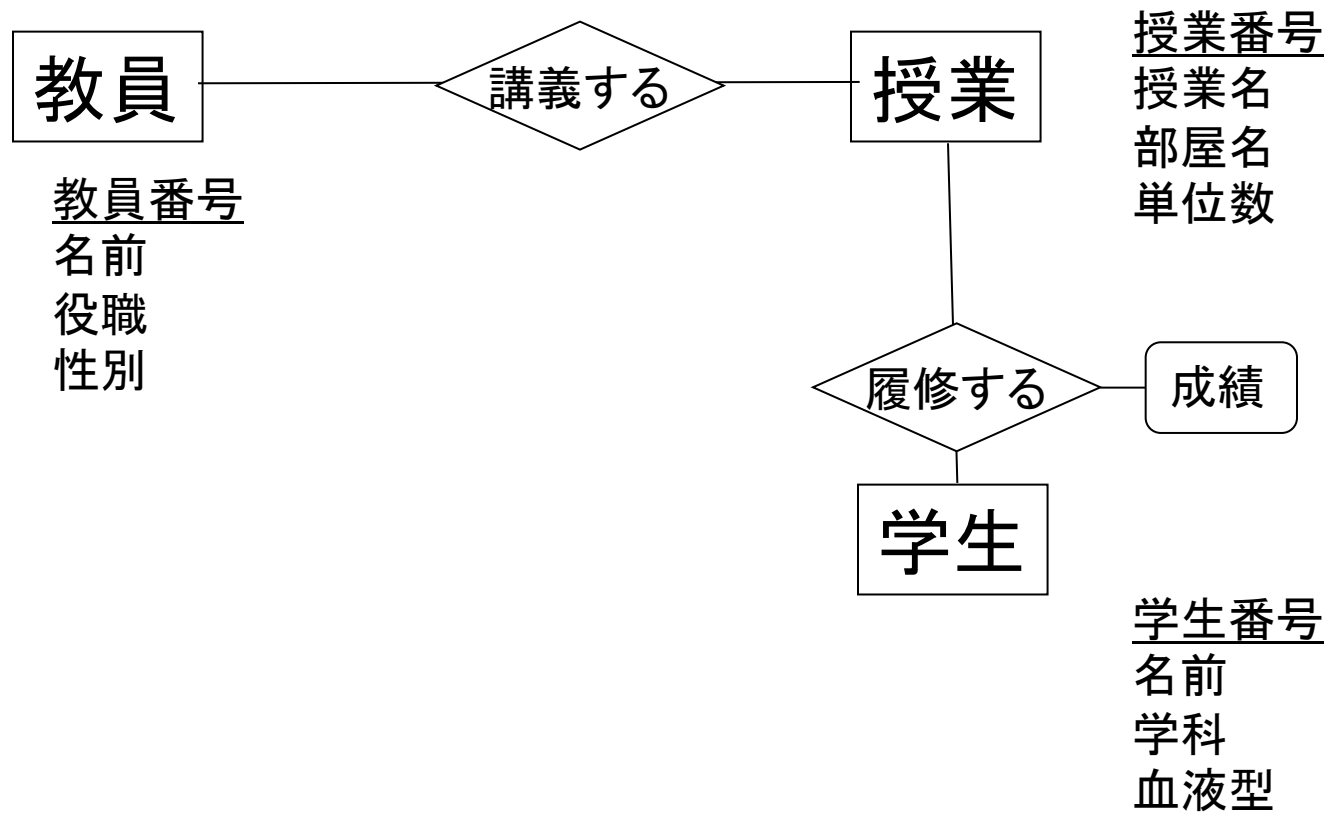 教員
講義する
授業
授業番号
授業名
部屋名
単位数
教員番号
名前
役職
性別
履修する
成績
学生
学生番号
名前
学科
血液型